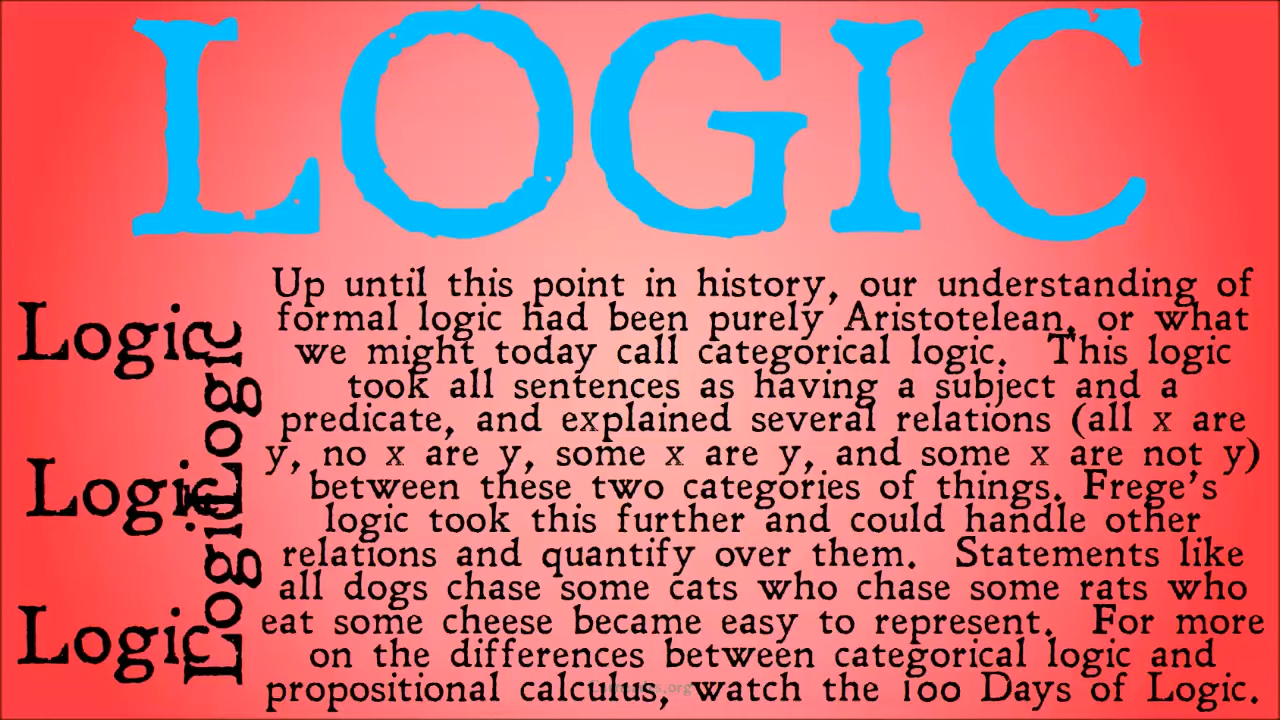 LOGIC
Up until this point in history, our understanding of
formal logic had been purely Aristotelean, or what
we might today call categorical logic. This logic
took all sentences as having a subject and a
predicate, and explained several relations (all x are
y, no x are y, some x are y, and some x are not y)
between these two categories of things. Frege's
logic took this further and could handle other
relations and quantify over them. Statements like
all dogs chase some cats who chase some rats who
eat some cheese became easy to represent. For more
on the differences between categorical logic and
propositional calculus, watch the 100 Days of Logic.
Logic
Logic
Logic
Logic
Logic